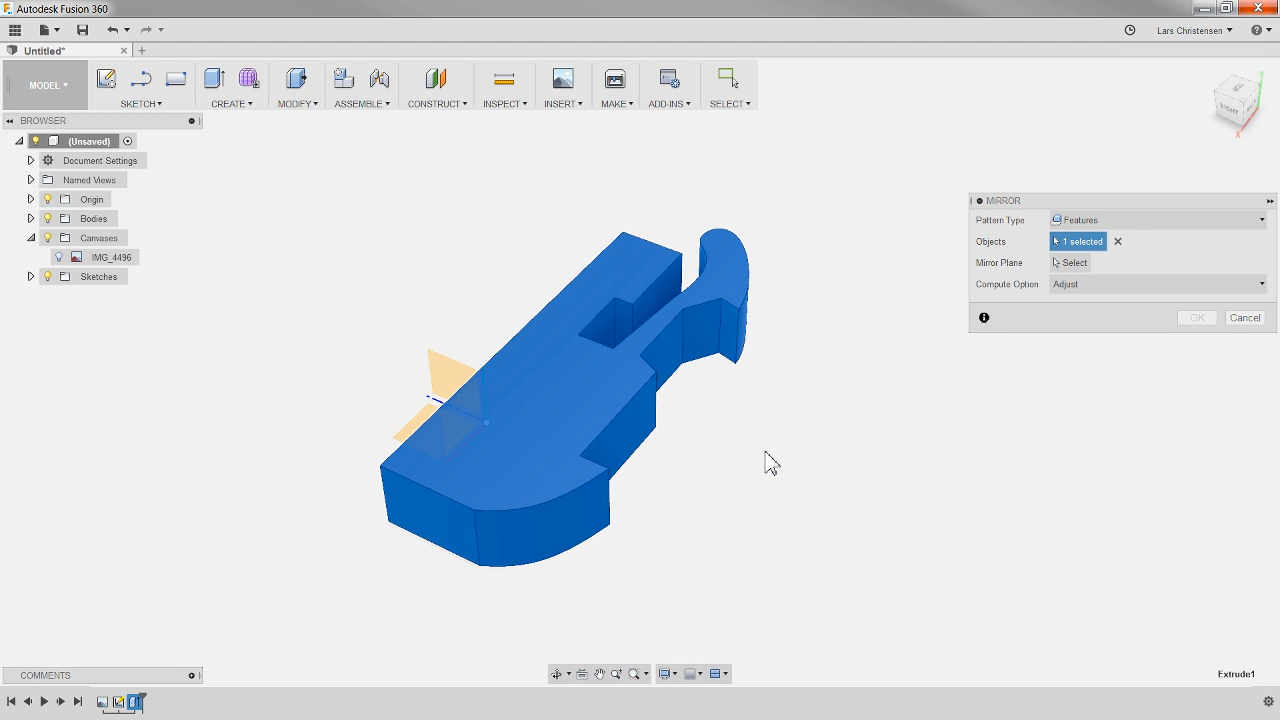 Autodesk Fusion 360
Lars Christensen
Untitled*
MODEL
SKETCH
CREATE
MODIFY
ASSEMBLE
CONSTRUCT
INSPECT
INSERT
MAKE
ADD-INS
SELECT
BROWSER
(Unsaved)
Document Settings
Named Views
Origin
Bodies
Canvases
IMG_4496
Sketches
RIGHT
Z
X
MIRROR
Pattern Type Features
Objects 1 selected
Mirror Plane Select
Compute Option Adjust
OK Cancel
COMMENTS
Extrude1